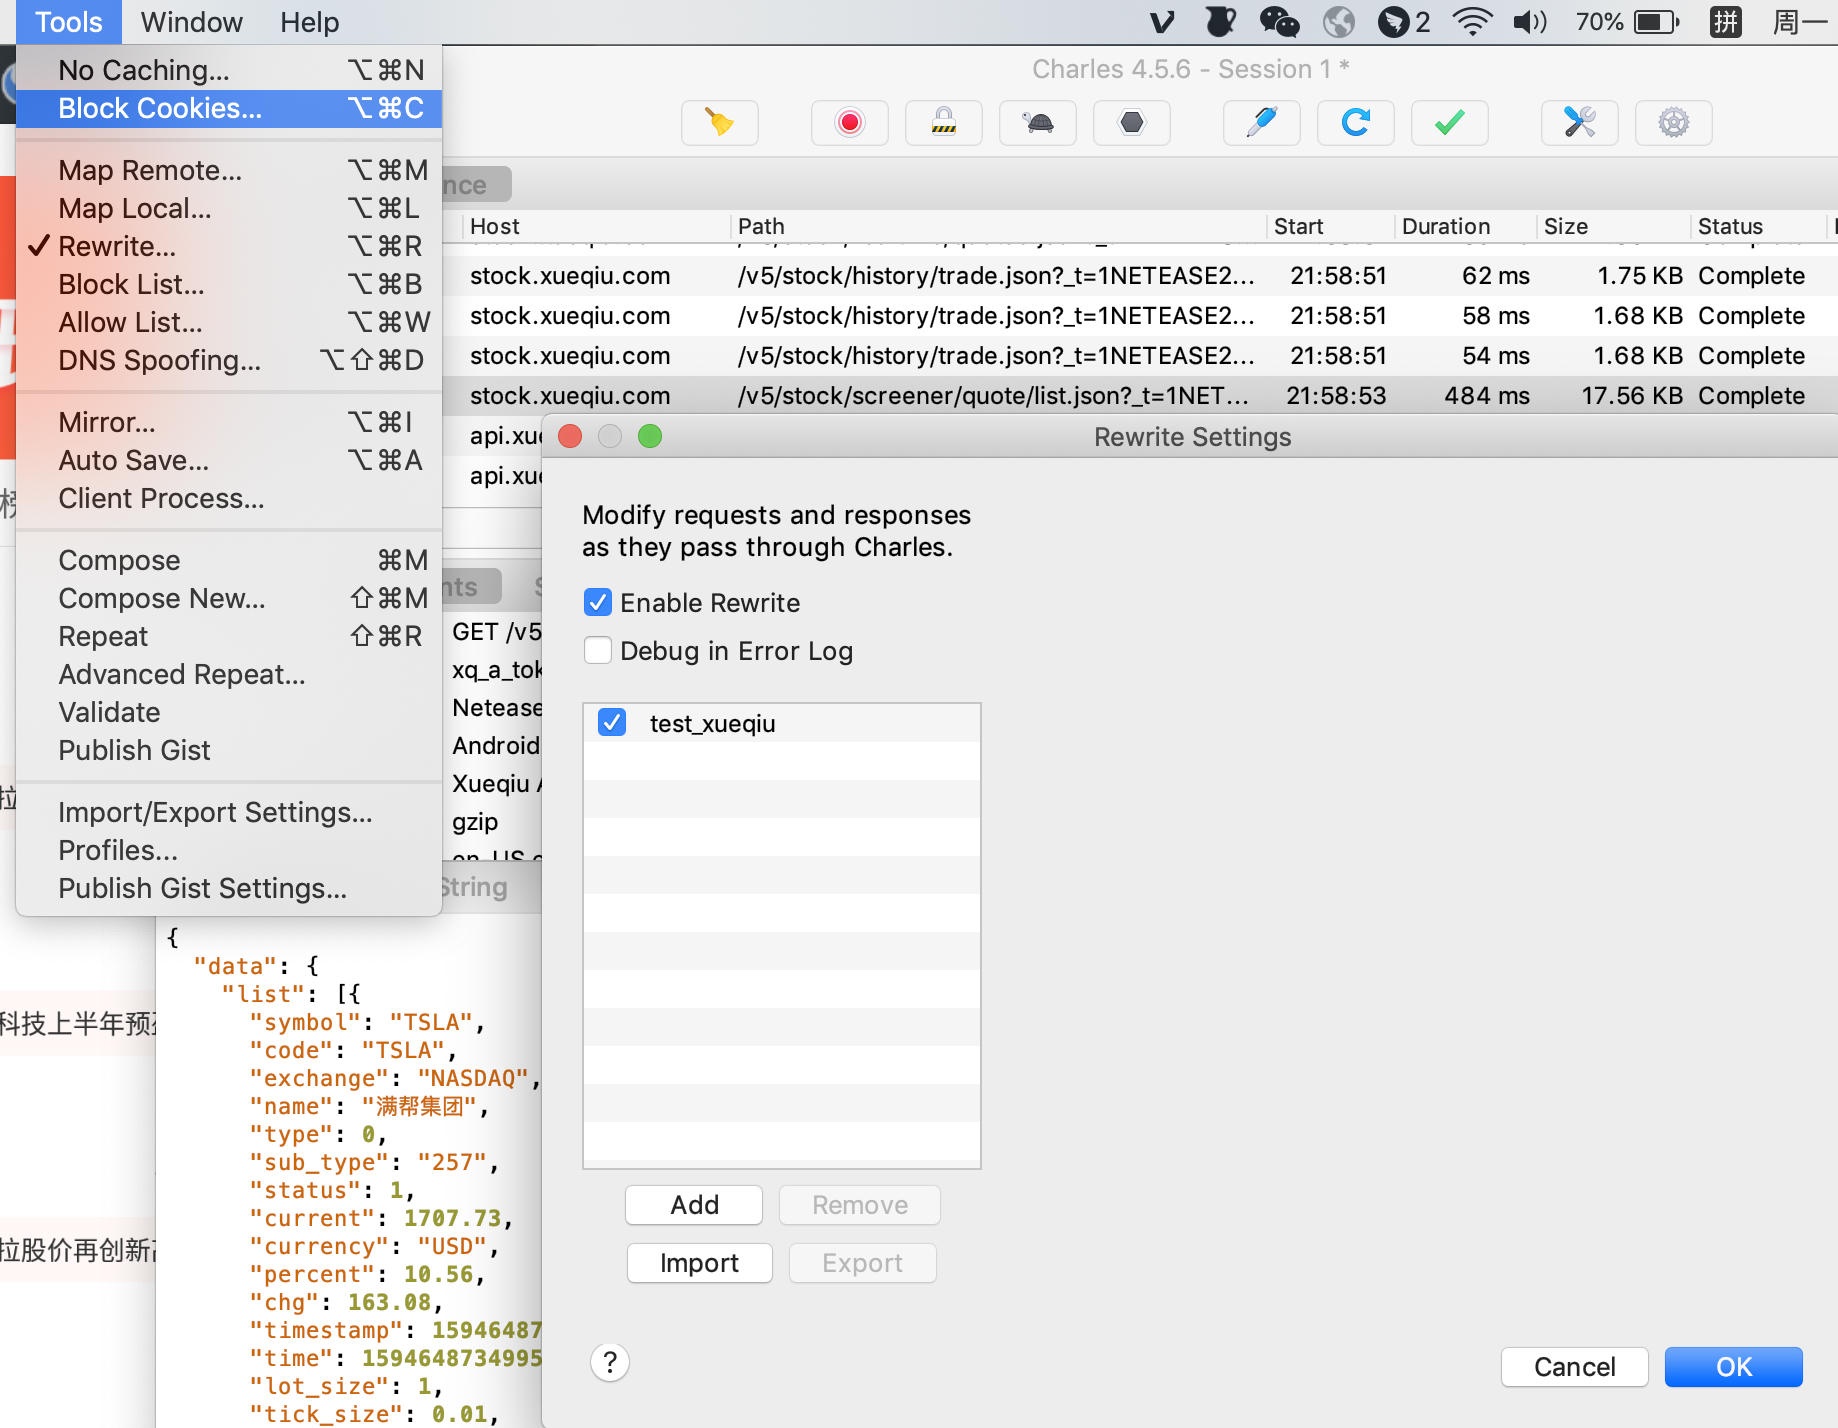 Tools Window Help 2 70% 拼 周一
No Caching... ⌥⌘N
Block Cookies... ⌥⌘C
Map Remote... ⌥⌘M
Map Local... ⌥⌘L
✓ Rewrite... ⌥⌘R
Block List... ⌥⌘B
Allow List... ⌥⌘W
DNS Spoofing... ⌥⇧⌘D
Mirror... ⌥⌘I
Auto Save... ⌥⌘A
Client Process...
Compose ⌘M
Compose New... ⇧⌘M
Repeat ⇧⌘R
Advanced Repeat...
Validate
Publish Gist
Import/Export Settings...
Profiles...
Publish Gist Settings...
Charles 4.5.6 - Session 1 *
nce
Host Path Start Duration Size Status
stock.xueqiu.com /v5/stock/history/trade.json?_t=1NETEASE2... 21:58:51 62 ms 1.75 KB Complete
stock.xueqiu.com /v5/stock/history/trade.json?_t=1NETEASE2... 21:58:51 58 ms 1.68 KB Complete
stock.xueqiu.com /v5/stock/history/trade.json?_t=1NETEASE2... 21:58:51 54 ms 1.68 KB Complete
stock.xueqiu.com /v5/stock/screener/quote/list.json?_t=1NET... 21:58:53 484 ms 17.56 KB Complete
api.xue
api.xue
nts S
GET /v5
xq_a_tok
Netease
Android
Xueqiu A
gzip
String
Rewrite Settings
Modify requests and responses
as they pass through Charles.
Enable Rewrite
Debug in Error Log
test_xueqiu
Add Remove
Import Export
? Cancel OK
{
"data": {
"list": [{
"symbol": "TSLA",
"code": "TSLA",
"exchange": "NASDAQ",
"name": "满帮集团",
"type": 0,
"sub_type": "257",
"status": 1,
"current": 1707.73,
"currency": "USD",
"percent": 10.56,
"chg": 163.08,
"timestamp": 15946487
"time": 1594648734995
"lot_size": 1,
"tick_size": 0.01,
榜
拉
科技上半年预
拉股价再创新